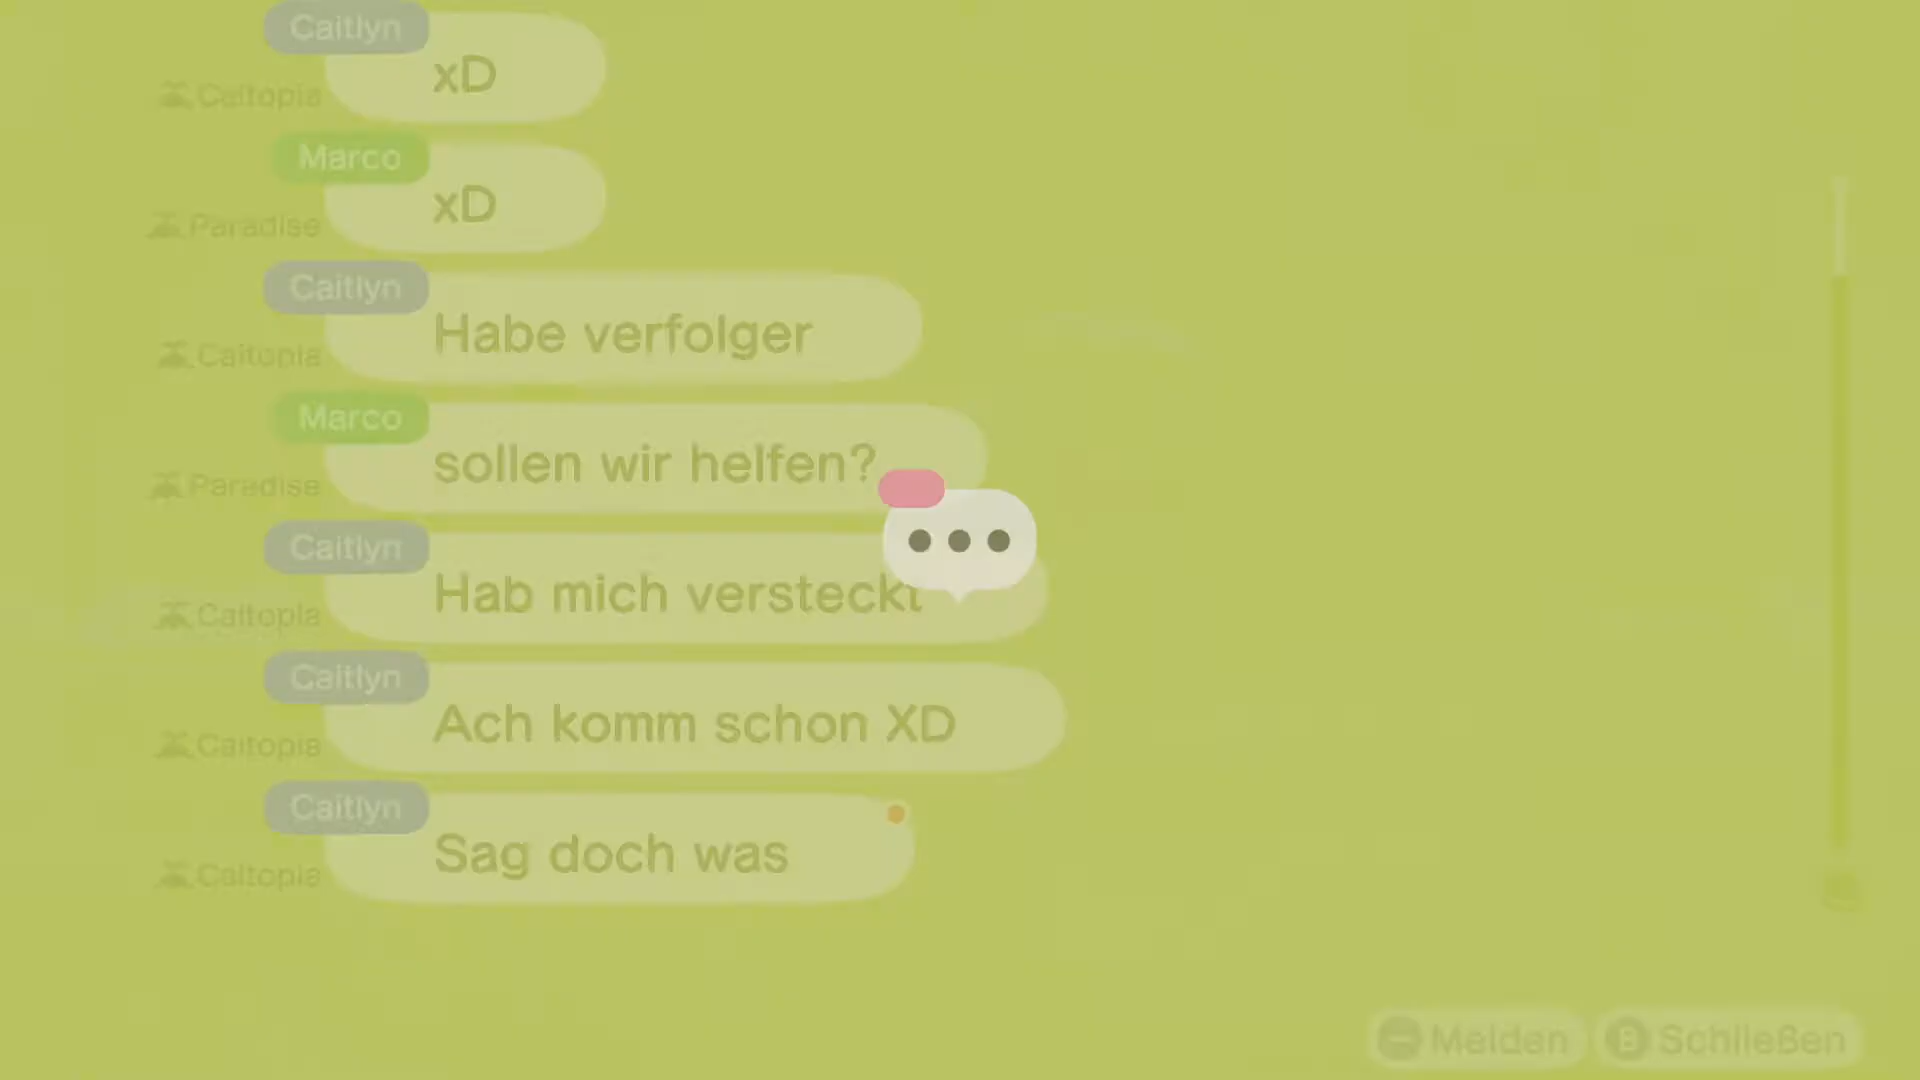 Caitlyn
xD
Caitopia
Marco
xD
Paradise
Caitlyn
Habe verfolger
Caitopia
Marco
sollen wir helfen?
Paradise
Caitlyn
Hab mich versteckt
Caitopia
Caitlyn
Ach komm schon XD
Caitopia
Caitlyn
Sag doch was
Caitopia
Melden
B Schließen